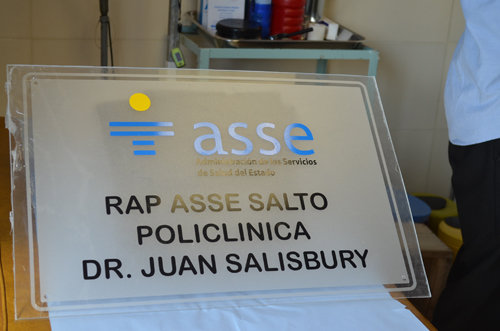 asse
Administración de los Servicios
de Salud del Estado
RAP ASSE SALTO
POLICLINICA
DR. JUAN SALISBURY